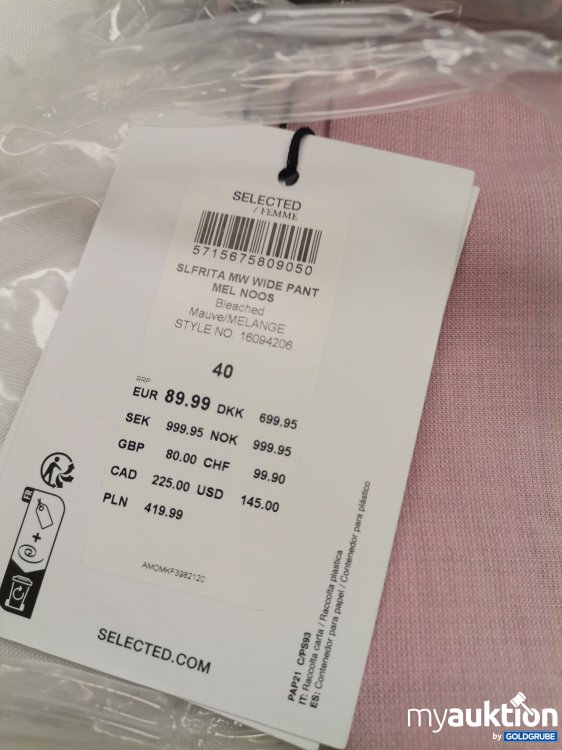 SELECTED
/ FEMME
5715675809050
SLFRITA MW WIDE PANT
MEL NOOS
Bleached
Mauve/MELANGE
STYLE NO. 16094206
40
RRP
EUR 89.99 DKK 699.95
SEK 999.95 NOK 999.95
GBP 80.00 CHF 99.90
CAD 225.00 USD 145.00
PLN 419.99
AMOMKF3982120
FR
SELECTED.COM
PAP21 C/PS93
IT: Raccolta carta / Raccolta plastica
ES: Contenedor para papel / Contenedor para plástico
myauktion
by GOLDGRUBE